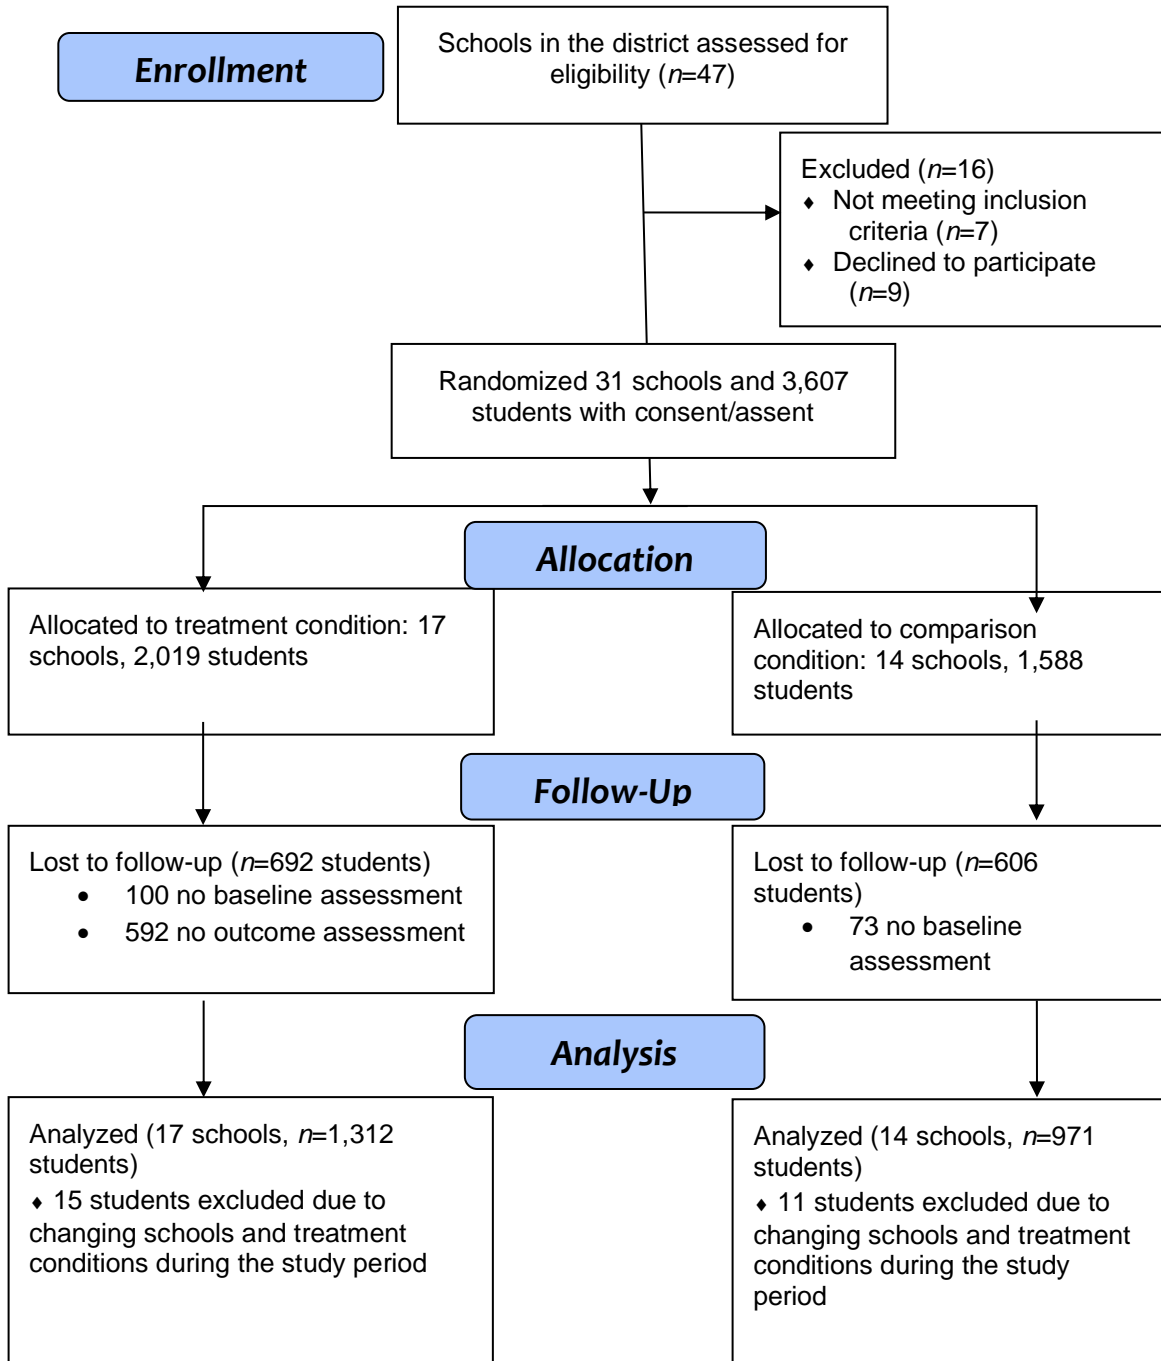 Enrollment
Schools in the district assessed for
eligibility (n=47)
Excluded (n=16)
♦ Not meeting inclusion
criteria (n=7)
♦ Declined to participate
(n=9)
Randomized 31 schools and 3,607
students with consent/assent
Allocation
Allocated to treatment condition: 17
schools, 2,019 students
Allocated to comparison
condition: 14 schools, 1,588
students
Follow-Up
Lost to follow-up (n=692 students)
• 100 no baseline assessment
• 592 no outcome assessment
Lost to follow-up (n=606
students)
• 73 no baseline
assessment
Analysis
Analyzed (17 schools, n=1,312
students)
♦ 15 students excluded due to
changing schools and treatment
conditions during the study period
Analyzed (14 schools, n=971
students)
♦ 11 students excluded due to
changing schools and treatment
conditions during the study
period